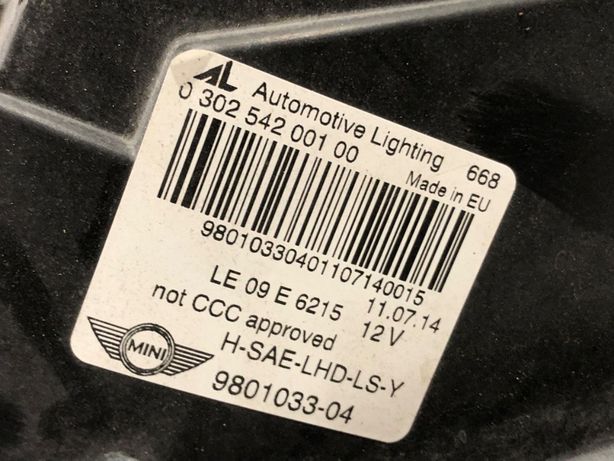 AL Automotive Lighting 668
0 302 542 001 00 Made in EU
98010330401107140015
LE 09 E 6215 11.07.14
not CCC approved 12 V
MINI H-SAE-LHD-LS-Y
9801033-04